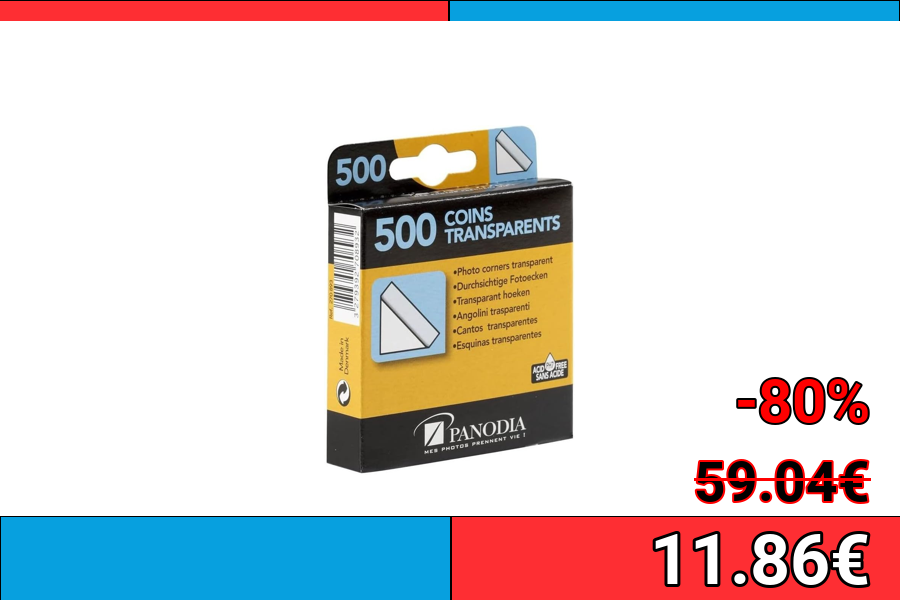 500
500 COINS
TRANSPARENTS
•Photo corners transparent
•Durchsichtige Fotoecken
•Transparant hoeken
•Angolini trasparenti
•Cantos transparentes
•Esquinas transparentes
ACID FREE
SANS ACIDE
PANODIA
MES PHOTOS PRENNENT VIE !
Made in
Denmark
-80%
59.04€
11.86€